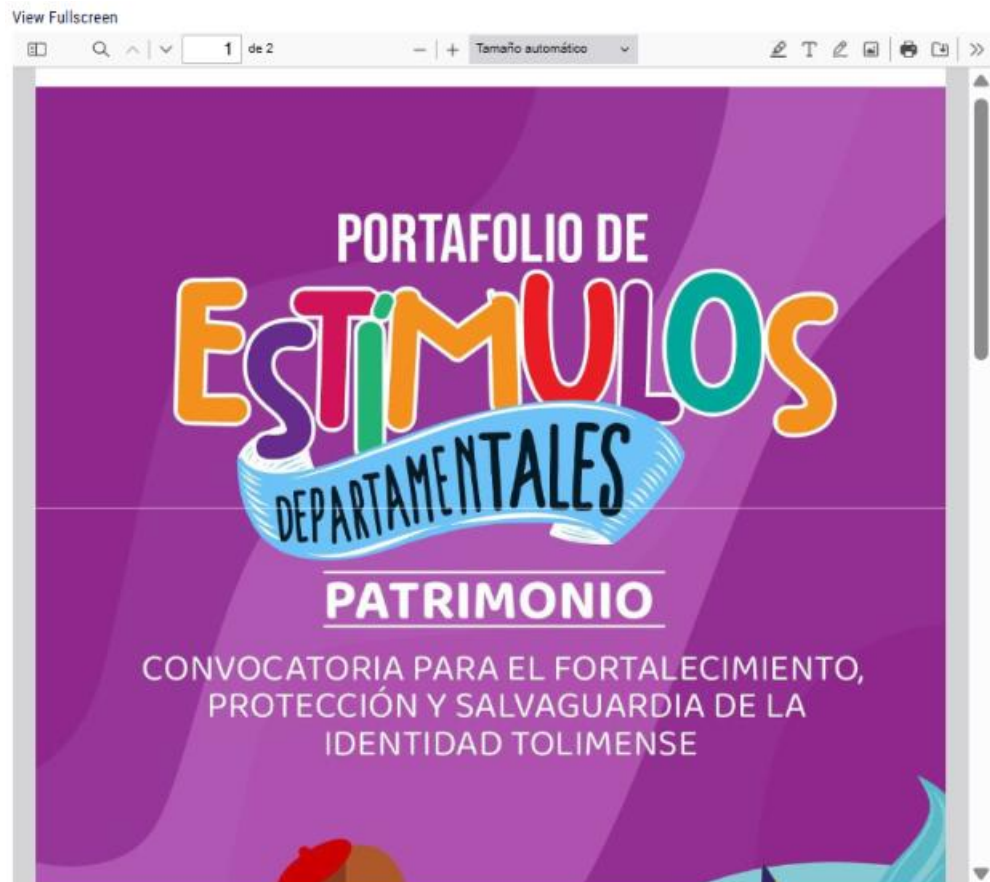 View Fullscreen
1 de 2 Tamaño automático
PORTAFOLIO DE
ESTÍMULOS
DEPARTAMENTALES
PATRIMONIO
CONVOCATORIA PARA EL FORTALECIMIENTO,
PROTECCIÓN Y SALVAGUARDIA DE LA
IDENTIDAD TOLIMENSE